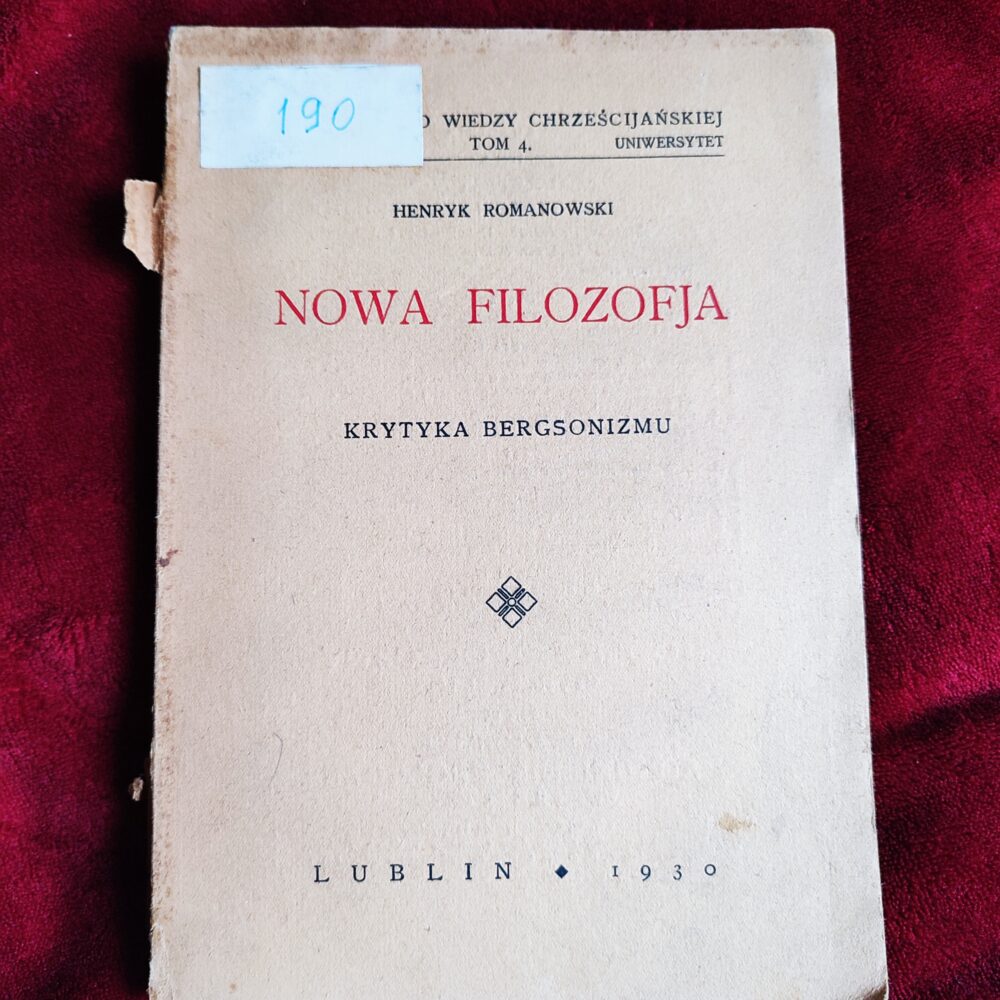 190
WIEDZY CHRZEŚCIJAŃSKIEJ
TOM 4. UNIWERSYTET
HENRYK ROMANOWSKI
NOWA FILOZOFJA
KRYTYKA BERGSONIZMU
LUBLIN ◆ 1930